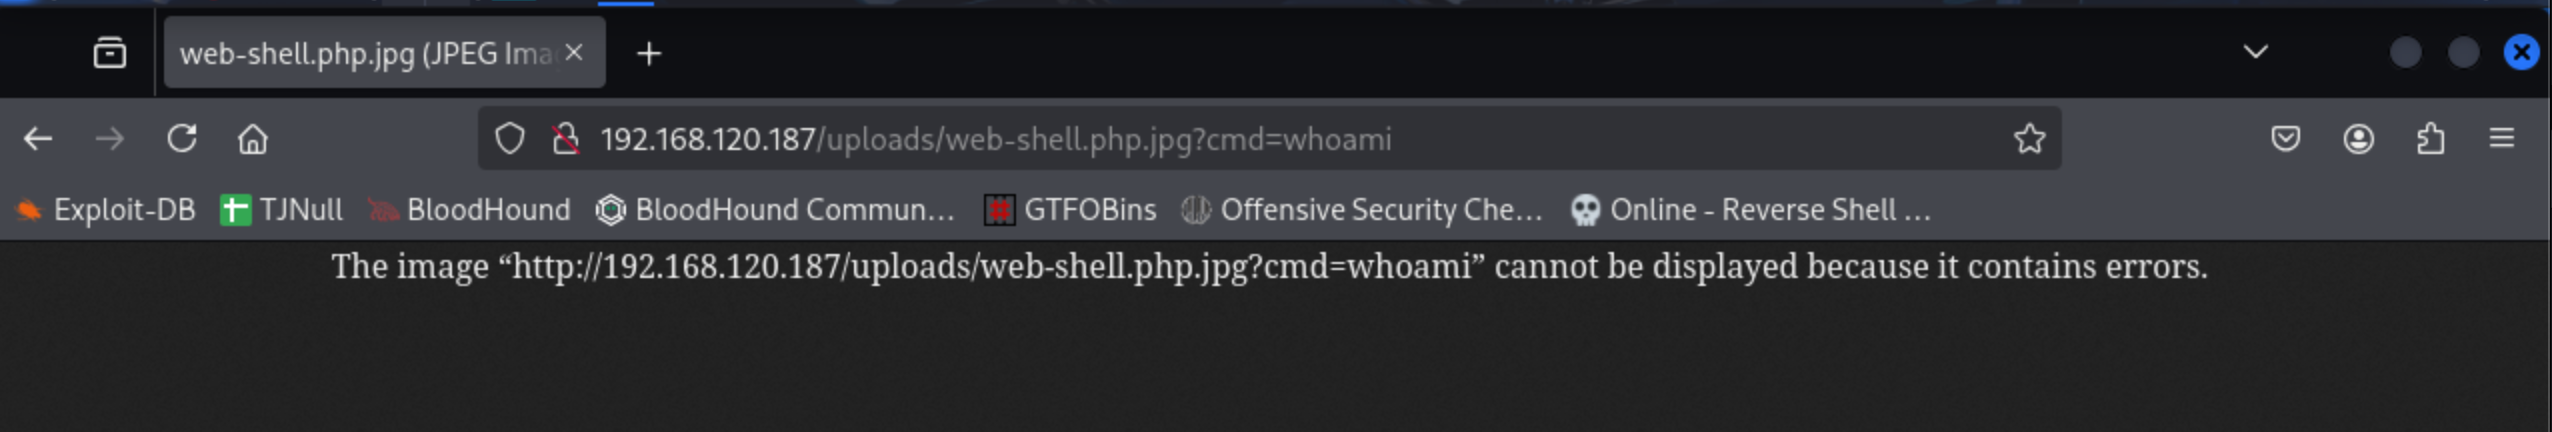 web-shell.php.jpg (JPEG Ima
192.168.120.187/uploads/web-shell.php.jpg?cmd=whoami
Exploit-DB TJNull BloodHound BloodHound Commun... GTFOBins Offensive Security Che... Online - Reverse Shell ...
The image “http://192.168.120.187/uploads/web-shell.php.jpg?cmd=whoami” cannot be displayed because it contains errors.